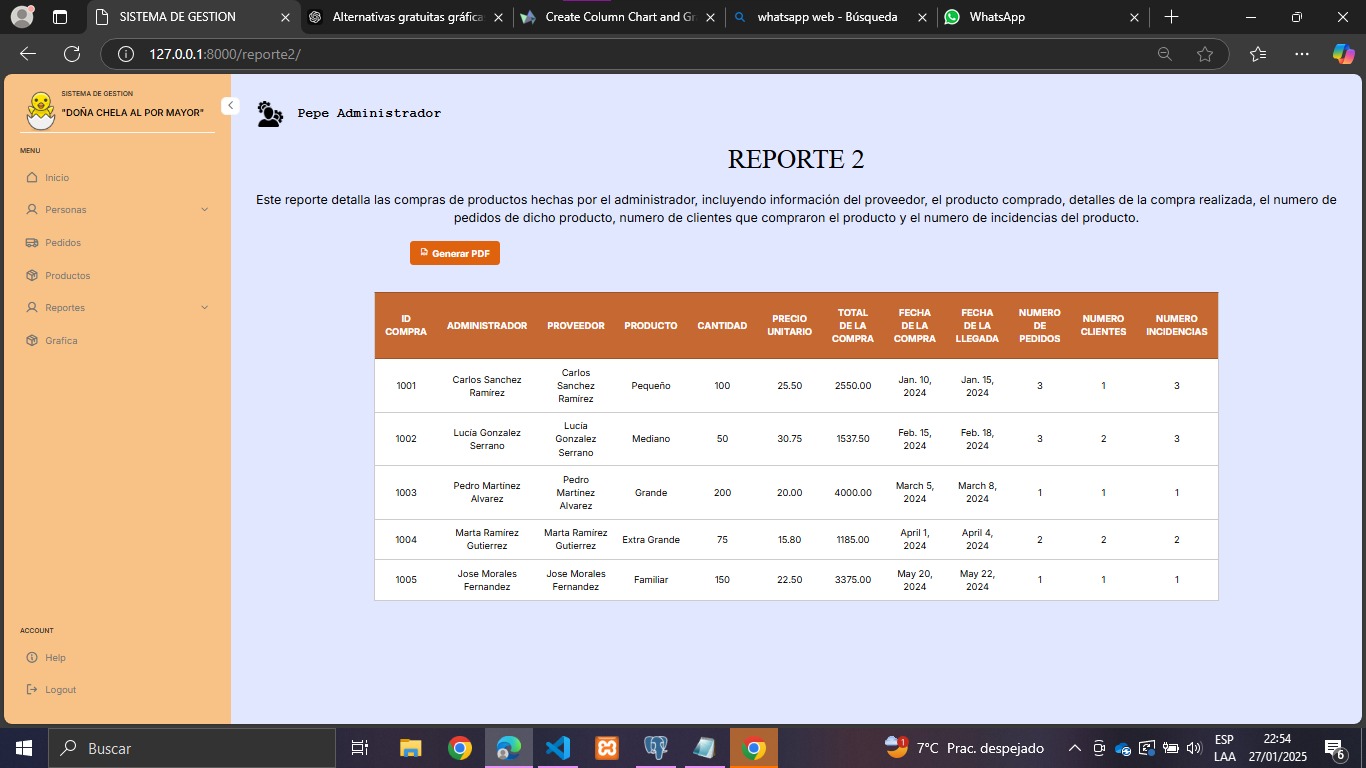 SISTEMA DE GESTION
Alternativas gratuitas gráfica
Create Column Chart and Gr
whatsapp web - Búsqueda
WhatsApp
127.0.0.1:8000/reporte2/
SISTEMA DE GESTION
"DOÑA CHELA AL POR MAYOR"
MENU
Inicio
Personas
Pedidos
Productos
Reportes
Grafica
ACCOUNT
Help
Logout
Pepe Administrador
REPORTE 2
Este reporte detalla las compras de productos hechas por el administrador, incluyendo información del proveedor, el producto comprado, detalles de la compra realizada, el numero de
pedidos de dicho producto, numero de clientes que compraron el producto y el numero de incidencias del producto.
Generar PDF
ID COMPRA ADMINISTRADOR PROVEEDOR PRODUCTO CANTIDAD PRECIO UNITARIO TOTAL DE LA COMPRA FECHA DE LA COMPRA FECHA DE LA LLEGADA NUMERO DE PEDIDOS NUMERO CLIENTES NUMERO INCIDENCIAS
1001 Carlos Sanchez Ramírez Carlos Sanchez Ramírez Pequeño 100 25.50 2550.00 Jan. 10, 2024 Jan. 15, 2024 3 1 3
1002 Lucía Gonzalez Serrano Lucía Gonzalez Serrano Mediano 50 30.75 1537.50 Feb. 15, 2024 Feb. 18, 2024 3 2 3
1003 Pedro Martínez Alvarez Pedro Martínez Alvarez Grande 200 20.00 4000.00 March 5, 2024 March 8, 2024 1 1 1
1004 Marta Ramírez Gutierrez Marta Ramírez Gutierrez Extra Grande 75 15.80 1185.00 April 1, 2024 April 4, 2024 2 2 2
1005 Jose Morales Fernandez Jose Morales Fernandez Familiar 150 22.50 3375.00 May 20, 2024 May 22, 2024 1 1 1
Buscar
1
7°C Prac. despejado
ESP
LAA
22:54
27/01/2025
6